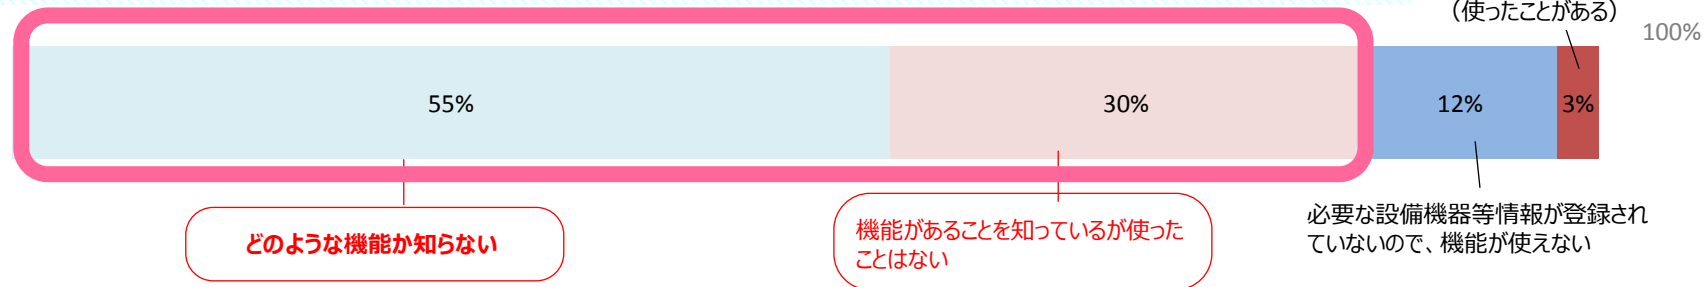 （使ったことがある）
100%
55%
30%
12%
3%
どのような機能か知らない
機能があることを知っているが使った
ことはない
必要な設備機器等情報が登録され
ていないので、機能が使えない